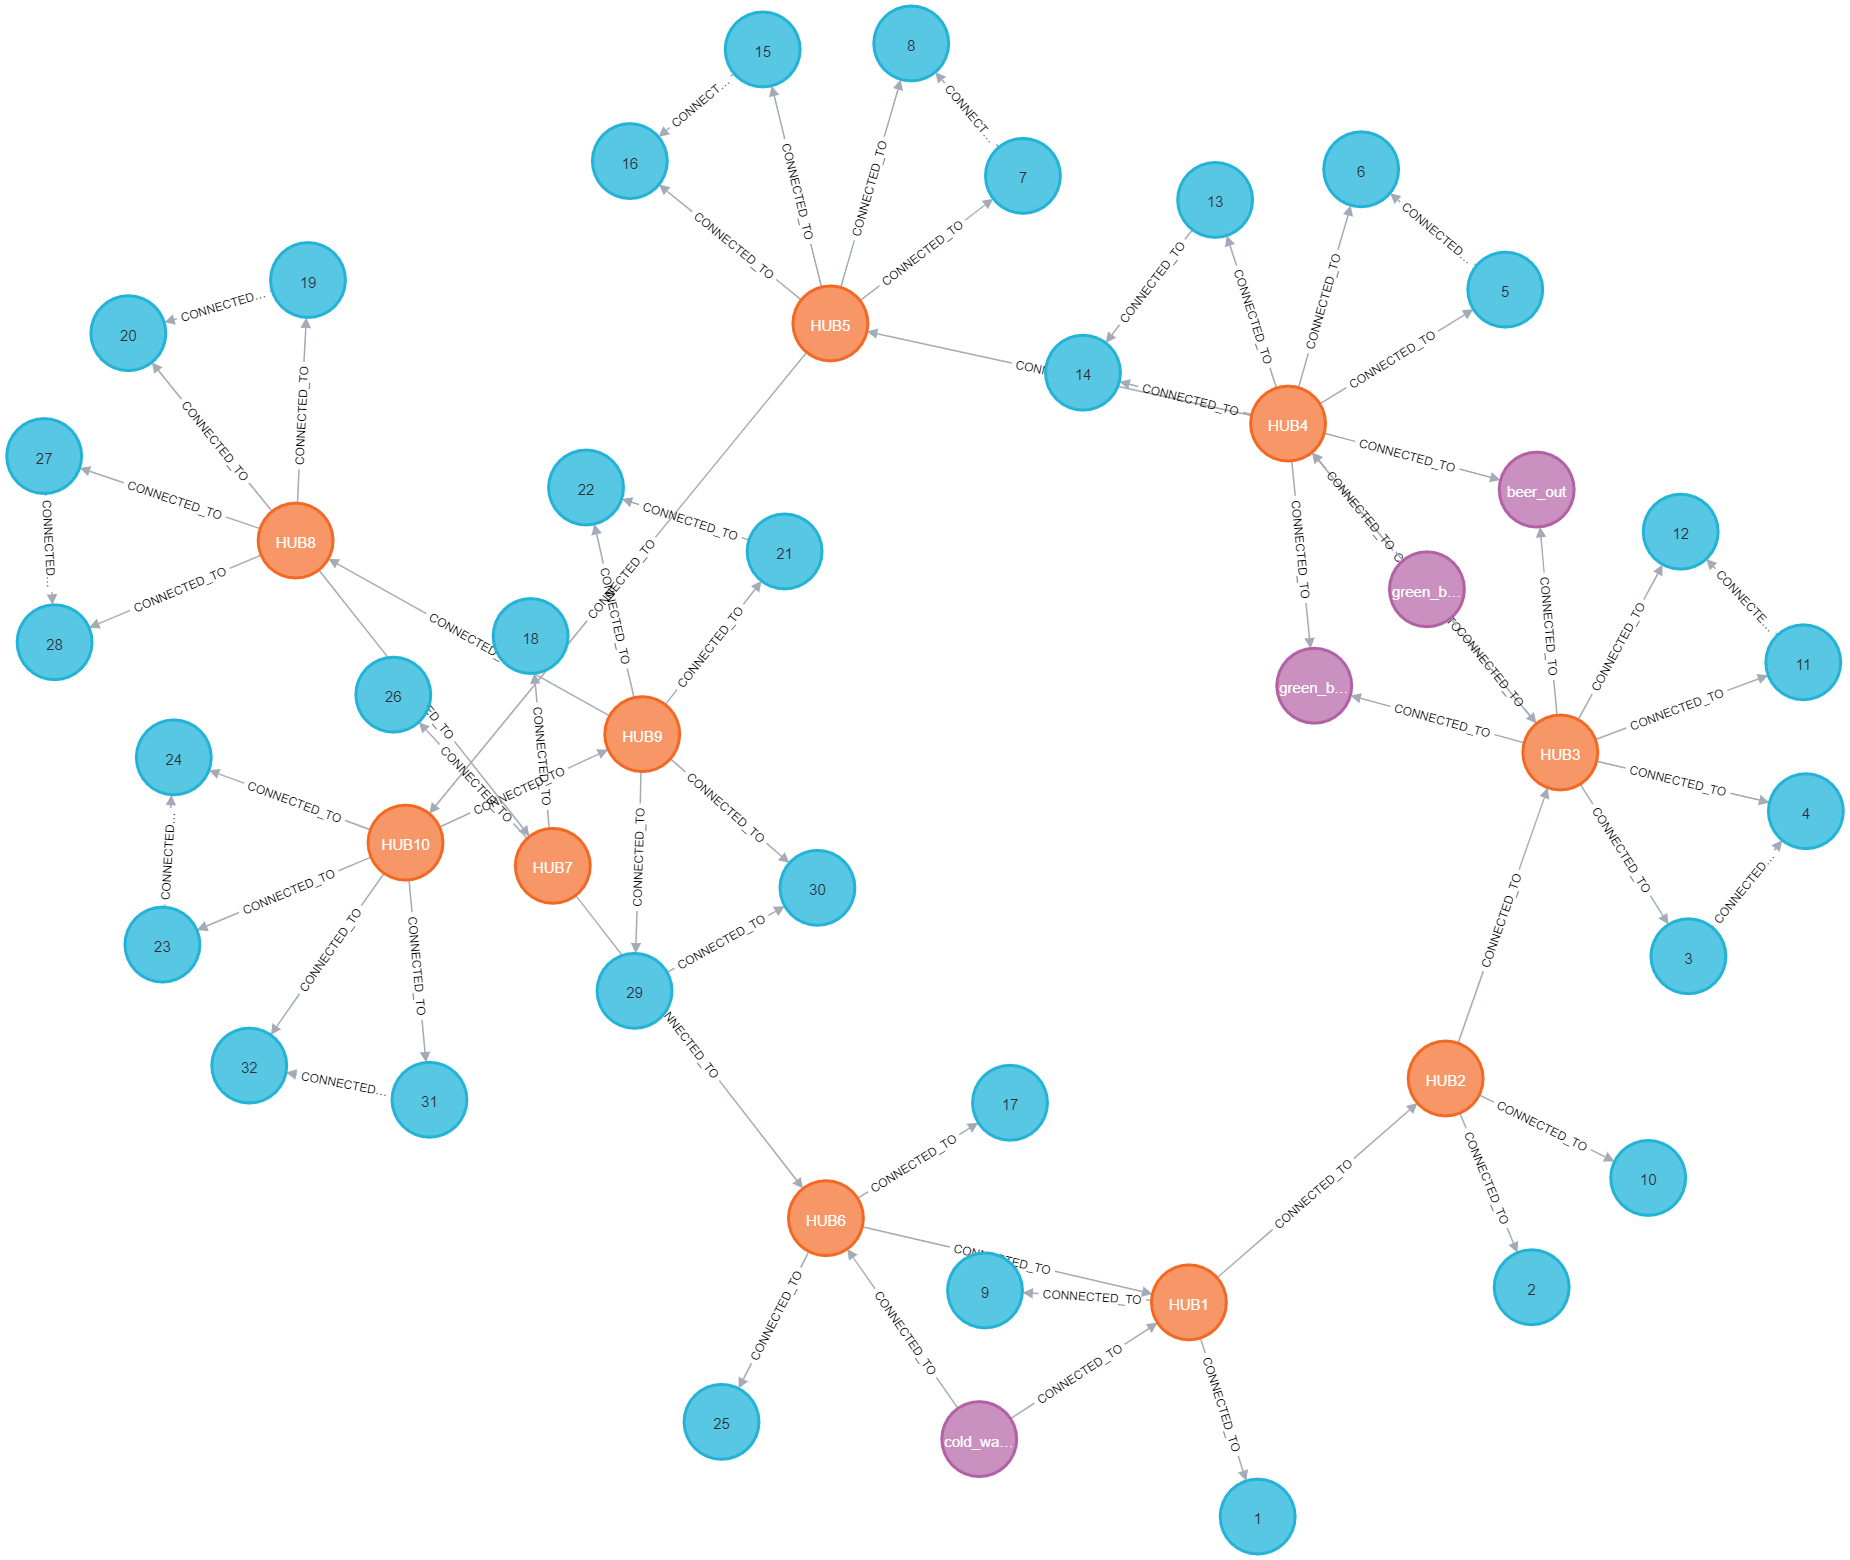 15
8
CONNECT...
CONNECT...
16
7
6
13
CONNECTED_TO
CONNECTED_TO
CONNECTED_TO
CONNECTED_TO
CONNECTED...
19
CONNECTED...
20
5
CONNECTED_TO
CONNECTED_TO
CONNECTED_TO
HUB5
CONNECTED_TO
CONNECTED_TO
14
CONNECTED_TO
HUB4
CONNECTED_TO
CONNECTED_TO
27
CONNECTED_TO
22
CONNECTED_TO
21
CONNECTED_TO
beer_out
CONNECTED_TO
12
CONNECTED...
HUB8
CONNECTED_TO
CONNECTED_TO
CONNECTED_TO
green_b...
CONNECTE...
28
CONNECTED_TO
18
CONNECTED_TO
CONNECTED_TO
CONNECTED_TO
CONNECTED_TO
CONNECTED_TO
11
26
green_b...
CONNECTED_TO
CONNECTED_TO
CONNECTED_TO
24
HUB9
HUB3
CONNECTED_TO
CONNECTED_TO
CONNECTED_TO
CONNECTED_TO
CONNECTED_TO
CONNECTED_TO
4
HUB10
HUB7
CONNECTED...
CONNECTED_TO
CONNECTED_TO
30
CONNECTED_TO
CONNECTED...
23
CONNECTED_TO
CONNECTED_TO
CONNECTED_TO
CONNECTED_TO
3
29
32
CONNECTED...
31
17
HUB2
CONNECTED_TO
CONNECTED_TO
CONNECTED_TO
10
HUB6
CONNECTED_TO
9
CONNECTED_TO
HUB1
2
CONNECTED_TO
CONNECTED_TO
CONNECTED_TO
CONNECTED_TO
25
cold_wa...
1